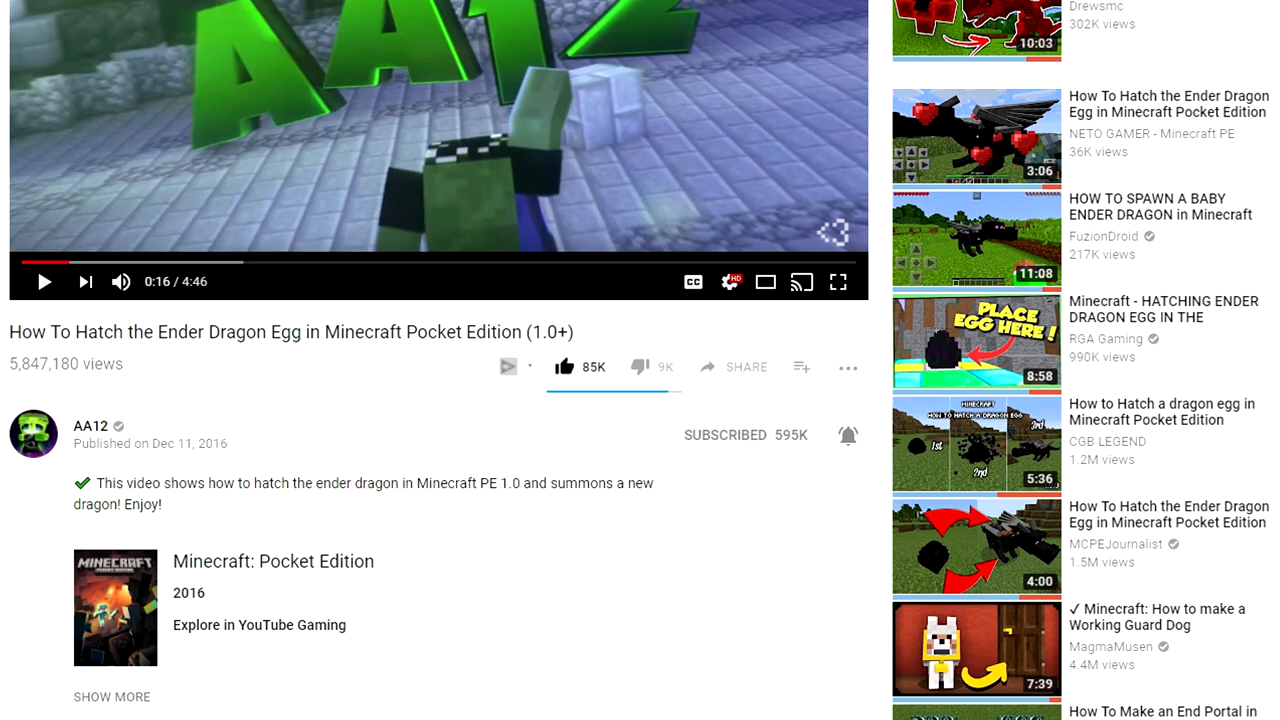 AA12
0:16 / 4:46
CC
HD
How To Hatch the Ender Dragon Egg in Minecraft Pocket Edition (1.0+)
5,847,180 views
85K
9K
SHARE
AA12
Published on Dec 11, 2016
SUBSCRIBED 595K
This video shows how to hatch the ender dragon in Minecraft PE 1.0 and summons a new
dragon! Enjoy!
MINECRAFT
Minecraft: Pocket Edition
2016
Explore in YouTube Gaming
SHOW MORE
Drewsmc
302K views
10:03
How To Hatch the Ender Dragon
Egg in Minecraft Pocket Edition
NETO GAMER - Minecraft PE
36K views
3:06
HOW TO SPAWN A BABY
ENDER DRAGON in Minecraft
FuzionDroid
217K views
11:08
PLACE
EGG HERE !
Minecraft - HATCHING ENDER
DRAGON EGG IN THE
RGA Gaming
990K views
8:58
MINECRAFT
HOW TO HATCH A DRAGON EGG
1st
2nd
3rd
How to Hatch a dragon egg in
Minecraft Pocket Edition
CGB LEGEND
1.2M views
5:36
How To Hatch the Ender Dragon
Egg in Minecraft Pocket Edition
MCPEJournalist
1.5M views
4:00
✓ Minecraft: How to make a
Working Guard Dog
MagmaMusen
4.4M views
7:39
How To Make an End Portal in